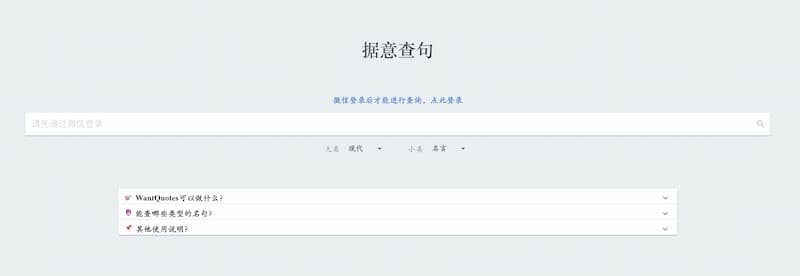 据意查句
微信登录后才能进行查询，点此登录
请先通过微信登录
大类 现代 小类 名言
WantQuotes可以做什么?
能查哪些类型的名句?
其他使用说明?